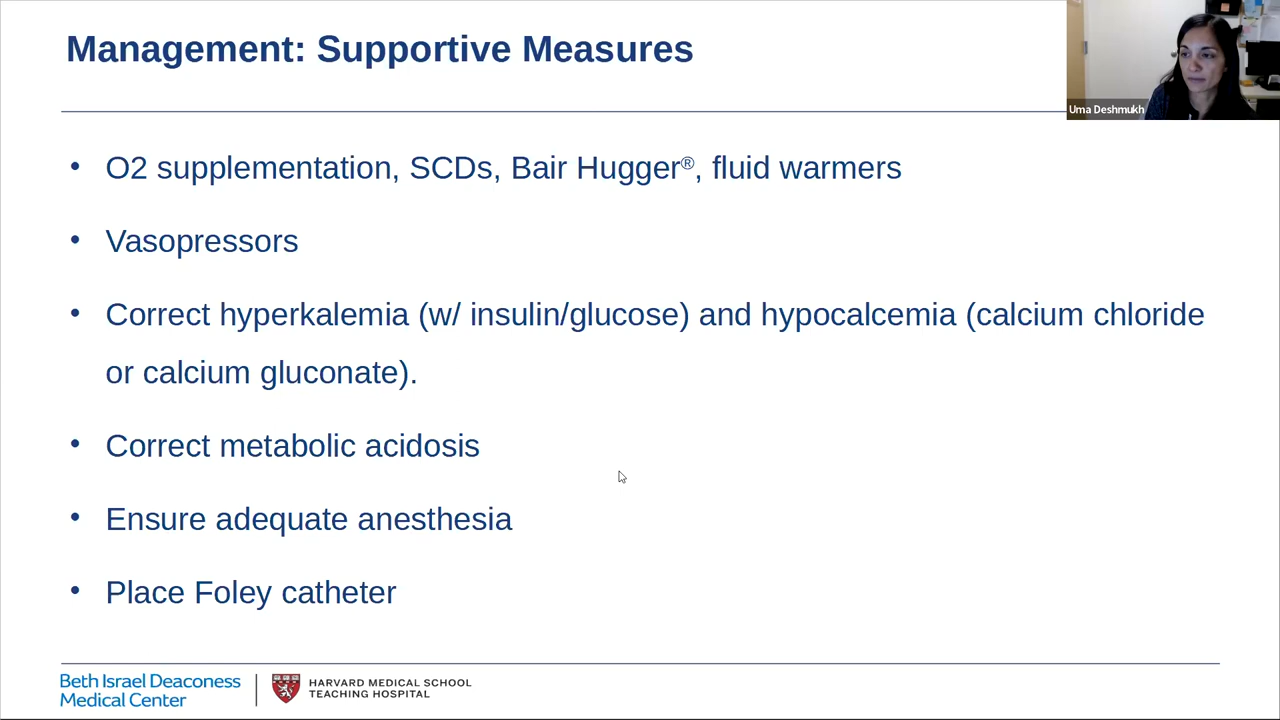 Management: Supportive Measures
Uma Deshmukh
• O2 supplementation, SCDs, Bair Hugger®, fluid warmers
• Vasopressors
• Correct hyperkalemia (w/ insulin/glucose) and hypocalcemia (calcium chloride
or calcium gluconate).
• Correct metabolic acidosis
• Ensure adequate anesthesia
• Place Foley catheter
Beth Israel Deaconess
Medical Center
HARVARD MEDICAL SCHOOL
TEACHING HOSPITAL